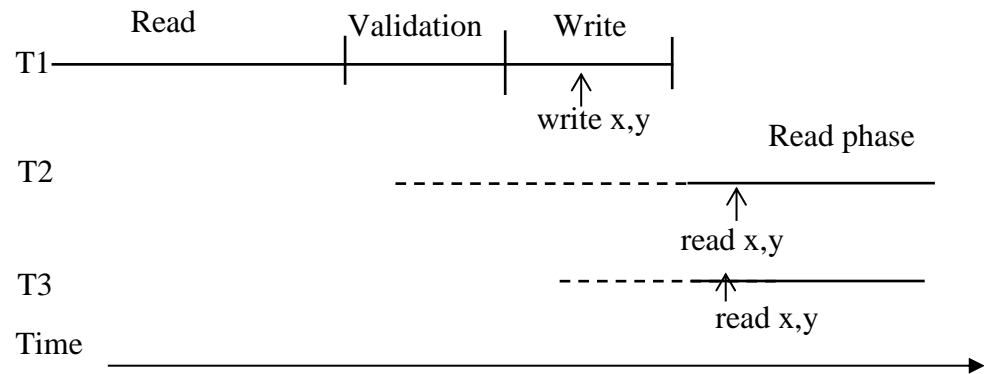 Read Validation Write
T1
write x,y
Read phase
T2
read x,y
T3
read x,y
Time